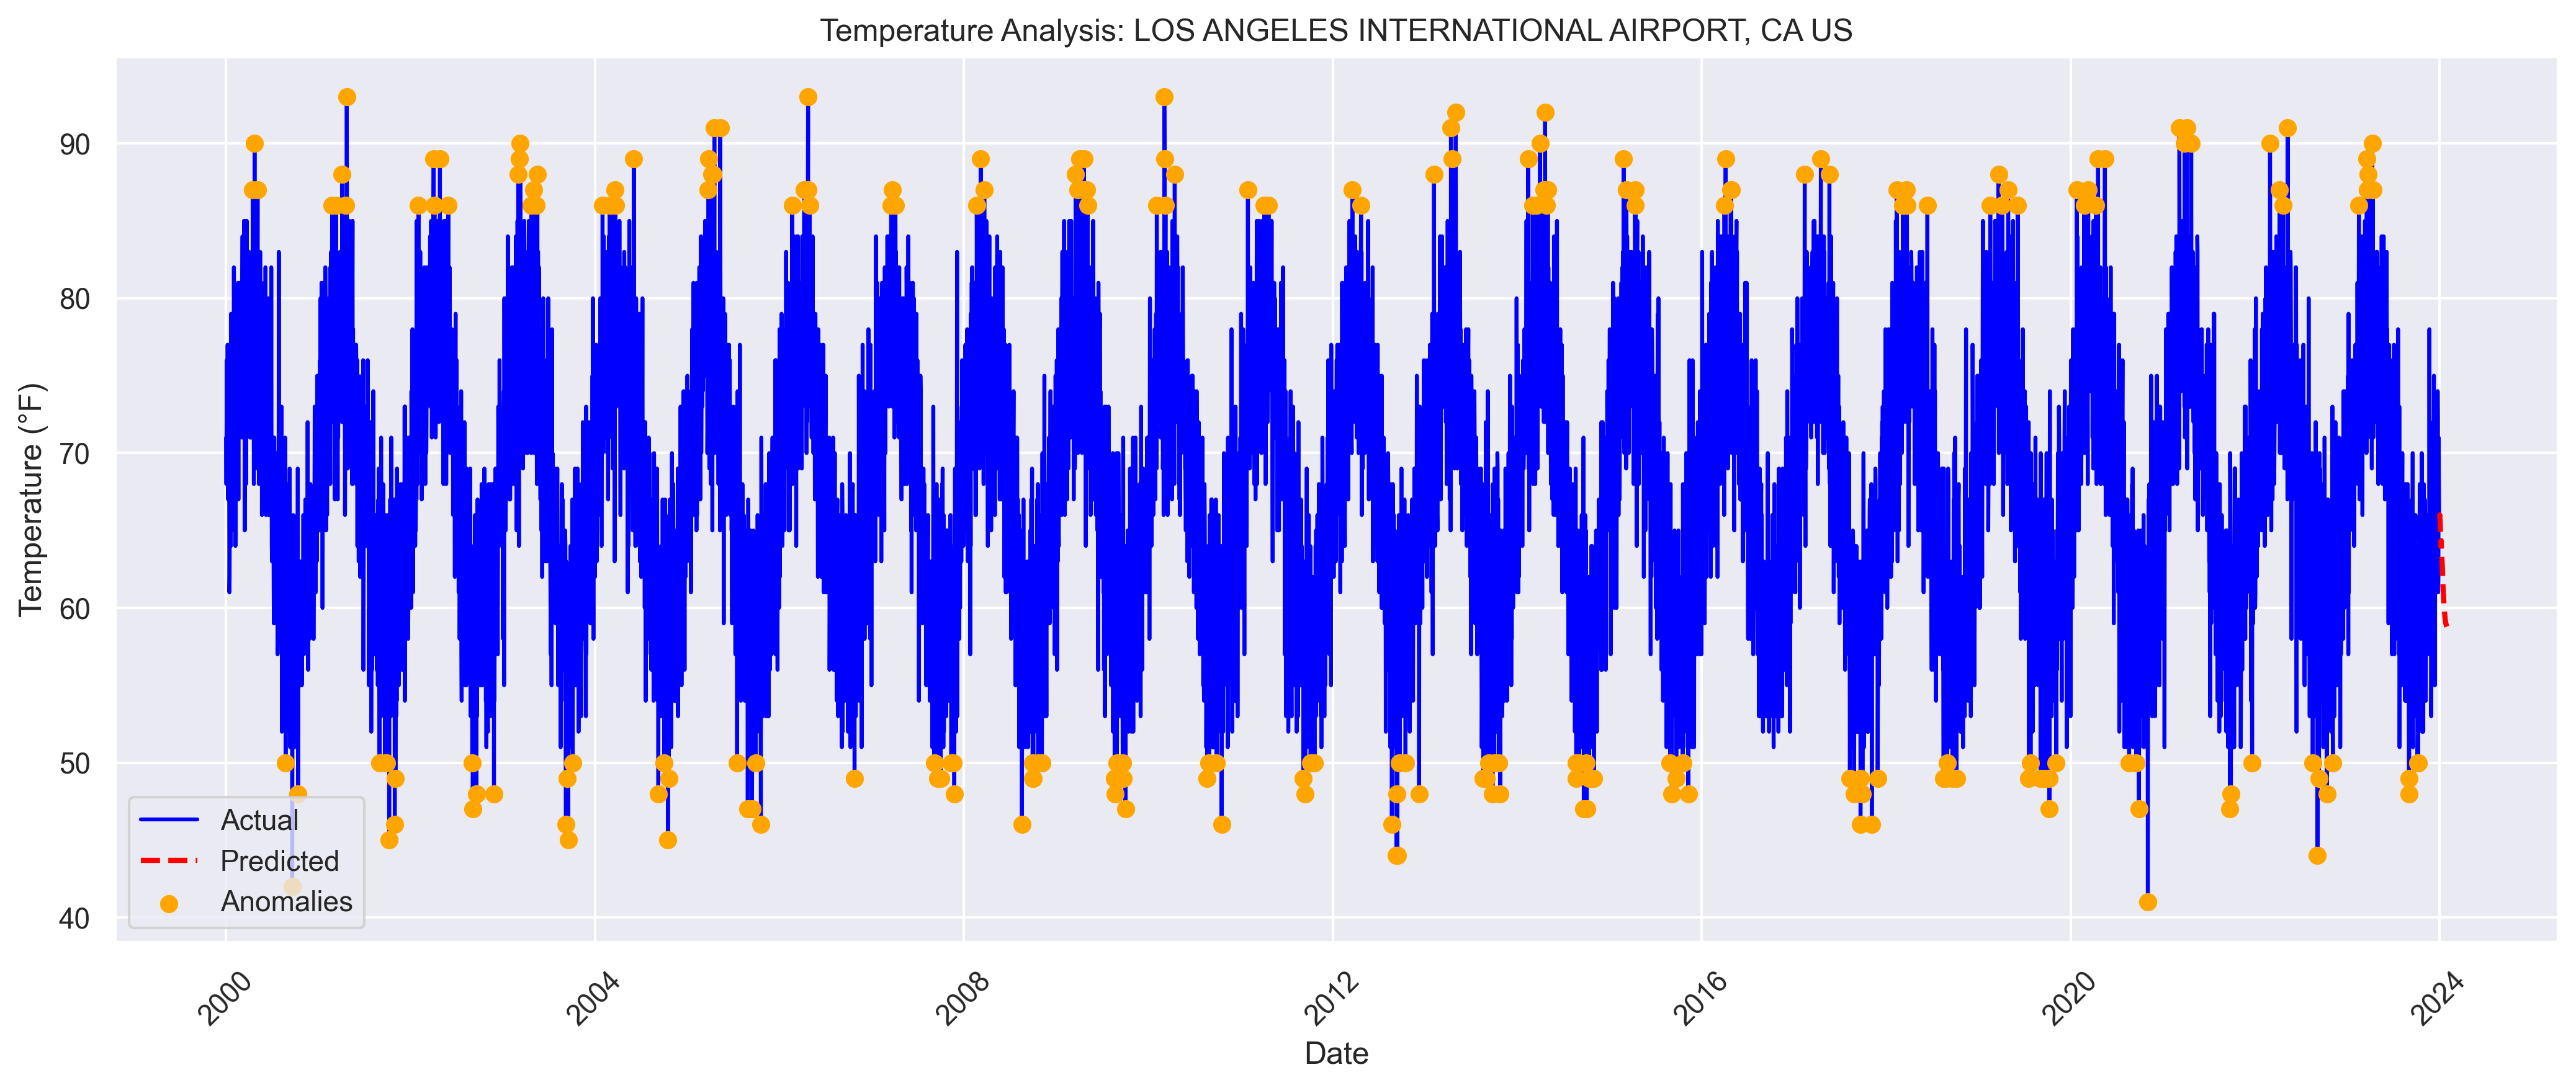 Temperature Analysis: LOS ANGELES INTERNATIONAL AIRPORT, CA US
Temperature (°F)
90
80
70
60
50
40
Actual
Predicted
Anomalies
2000
2004
2008
2012
2016
2020
2024
Date